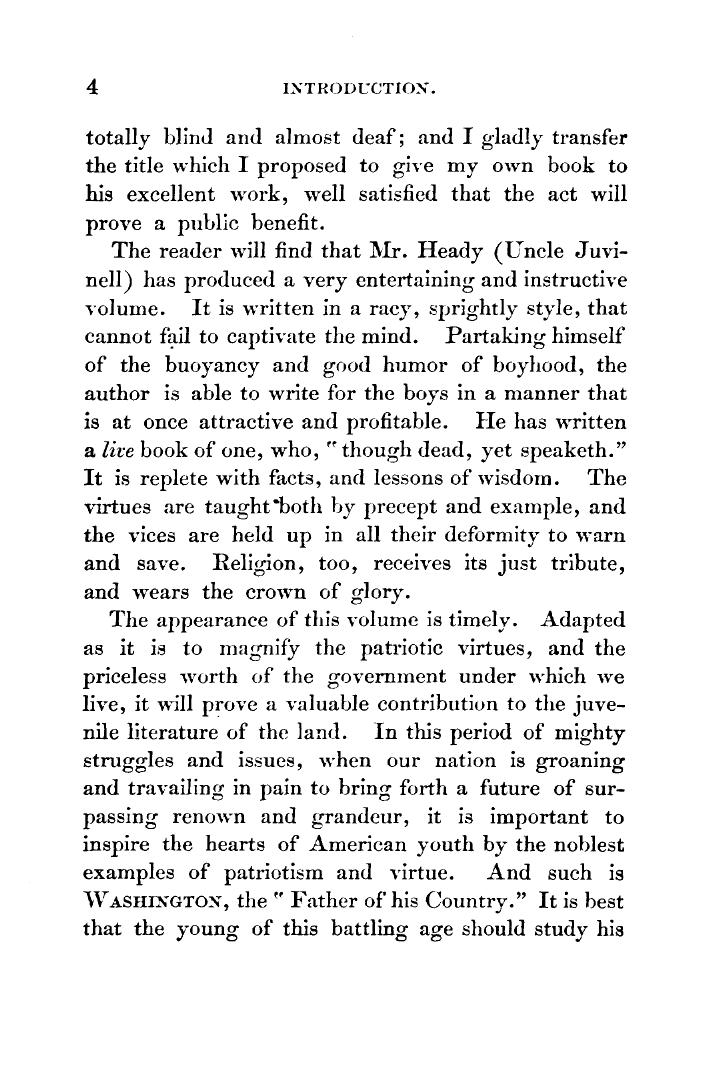 4 INTRODUCTION.
totally blind and almost deaf; and I gladly transfer
the title which I proposed to give my own book to
his excellent work, well satisfied that the act will
prove a public benefit.
The reader will find that Mr. Heady (Uncle Juvi-
nell) has produced a very entertaining and instructive
volume. It is written in a racy, sprightly style, that
cannot fail to captivate the mind. Partaking himself
of the buoyancy and good humor of boyhood, the
author is able to write for the boys in a manner that
is at once attractive and profitable. He has written
a live book of one, who, "though dead, yet speaketh."
It is replete with facts, and lessons of wisdom. The
virtues are taught both by precept and example, and
the vices are held up in all their deformity to warn
and save. Religion, too, receives its just tribute,
and wears the crown of glory.
The appearance of this volume is timely. Adapted
as it is to magnify the patriotic virtues, and the
priceless worth of the government under which we
live, it will prove a valuable contribution to the juve-
nile literature of the land. In this period of mighty
struggles and issues, when our nation is groaning
and travailing in pain to bring forth a future of sur-
passing renown and grandeur, it is important to
inspire the hearts of American youth by the noblest
examples of patriotism and virtue. And such is
WASHINGTON, the "Father of his Country." It is best
that the young of this battling age should study his